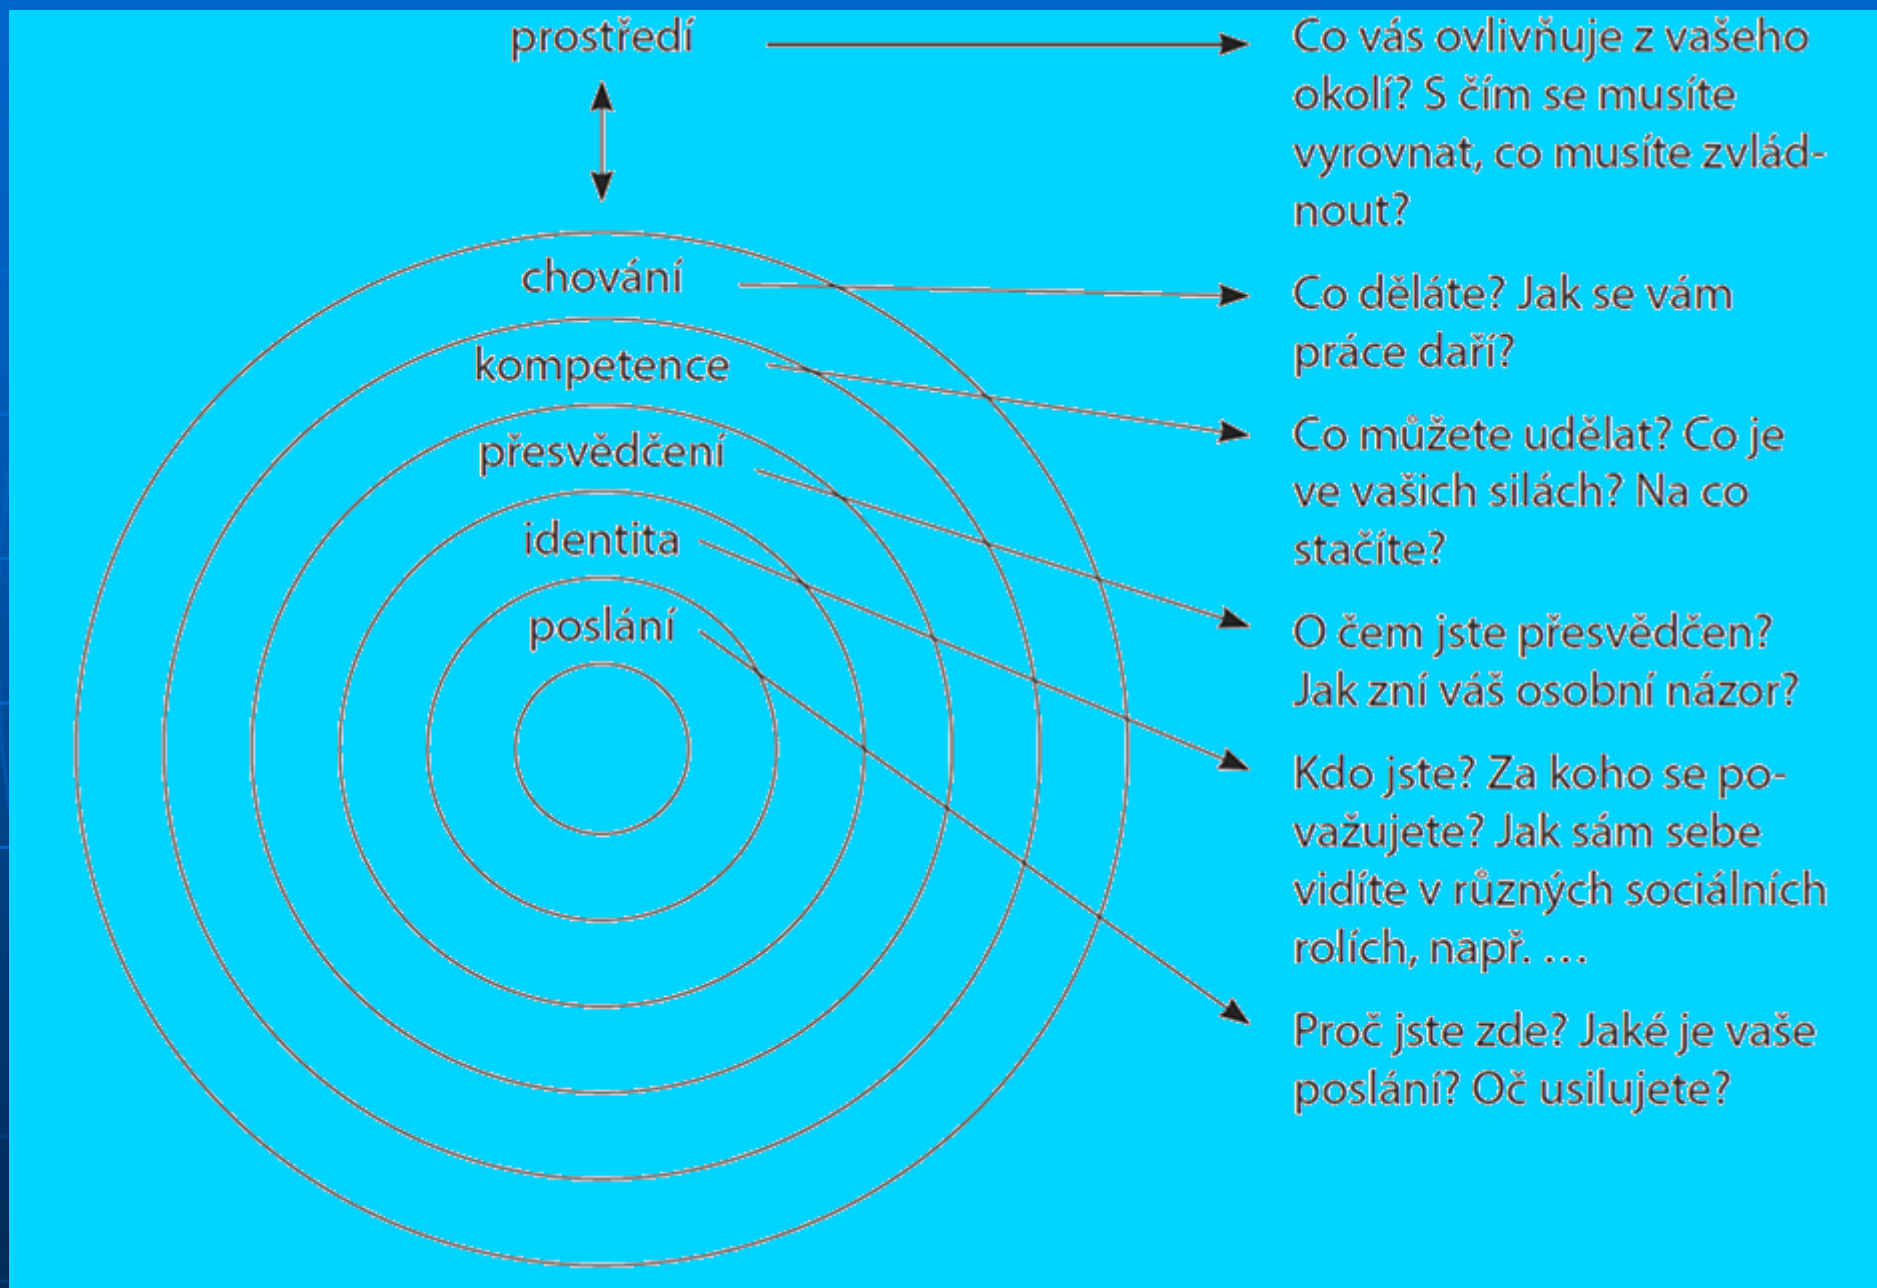 prostředí
Co vás ovlivňuje z vašeho
okolí? S čím se musíte
vyrovnat, co musíte zvlád-
nout?
chování
Co děláte? Jak se vám
práce daří?
kompetence
Co můžete udělat? Co je
ve vašich silách? Na co
stačíte?
přesvědčení
O čem jste přesvědčen?
Jak zní váš osobní názor?
identita
Kdo jste? Za koho se po-
važujete? Jak sám sebe
vidíte v různých sociálních
rolích, např. …
poslání
Proč jste zde? Jaké je vaše
poslání? Oč usilujete?